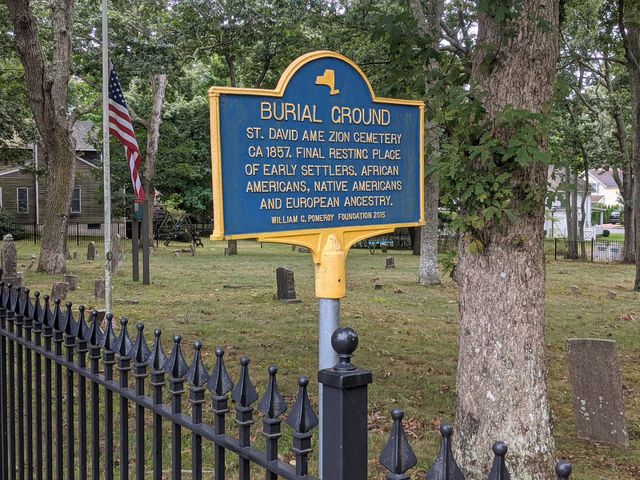 BURIAL GROUND
ST. DAVID AME ZION CEMETERY
CA 1857. FINAL RESTING PLACE
OF EARLY SETTLERS, AFRICAN
AMERICANS, NATIVE AMERICANS
AND EUROPEAN ANCESTRY.
WILLIAM G. POMEROY FOUNDATION 2015